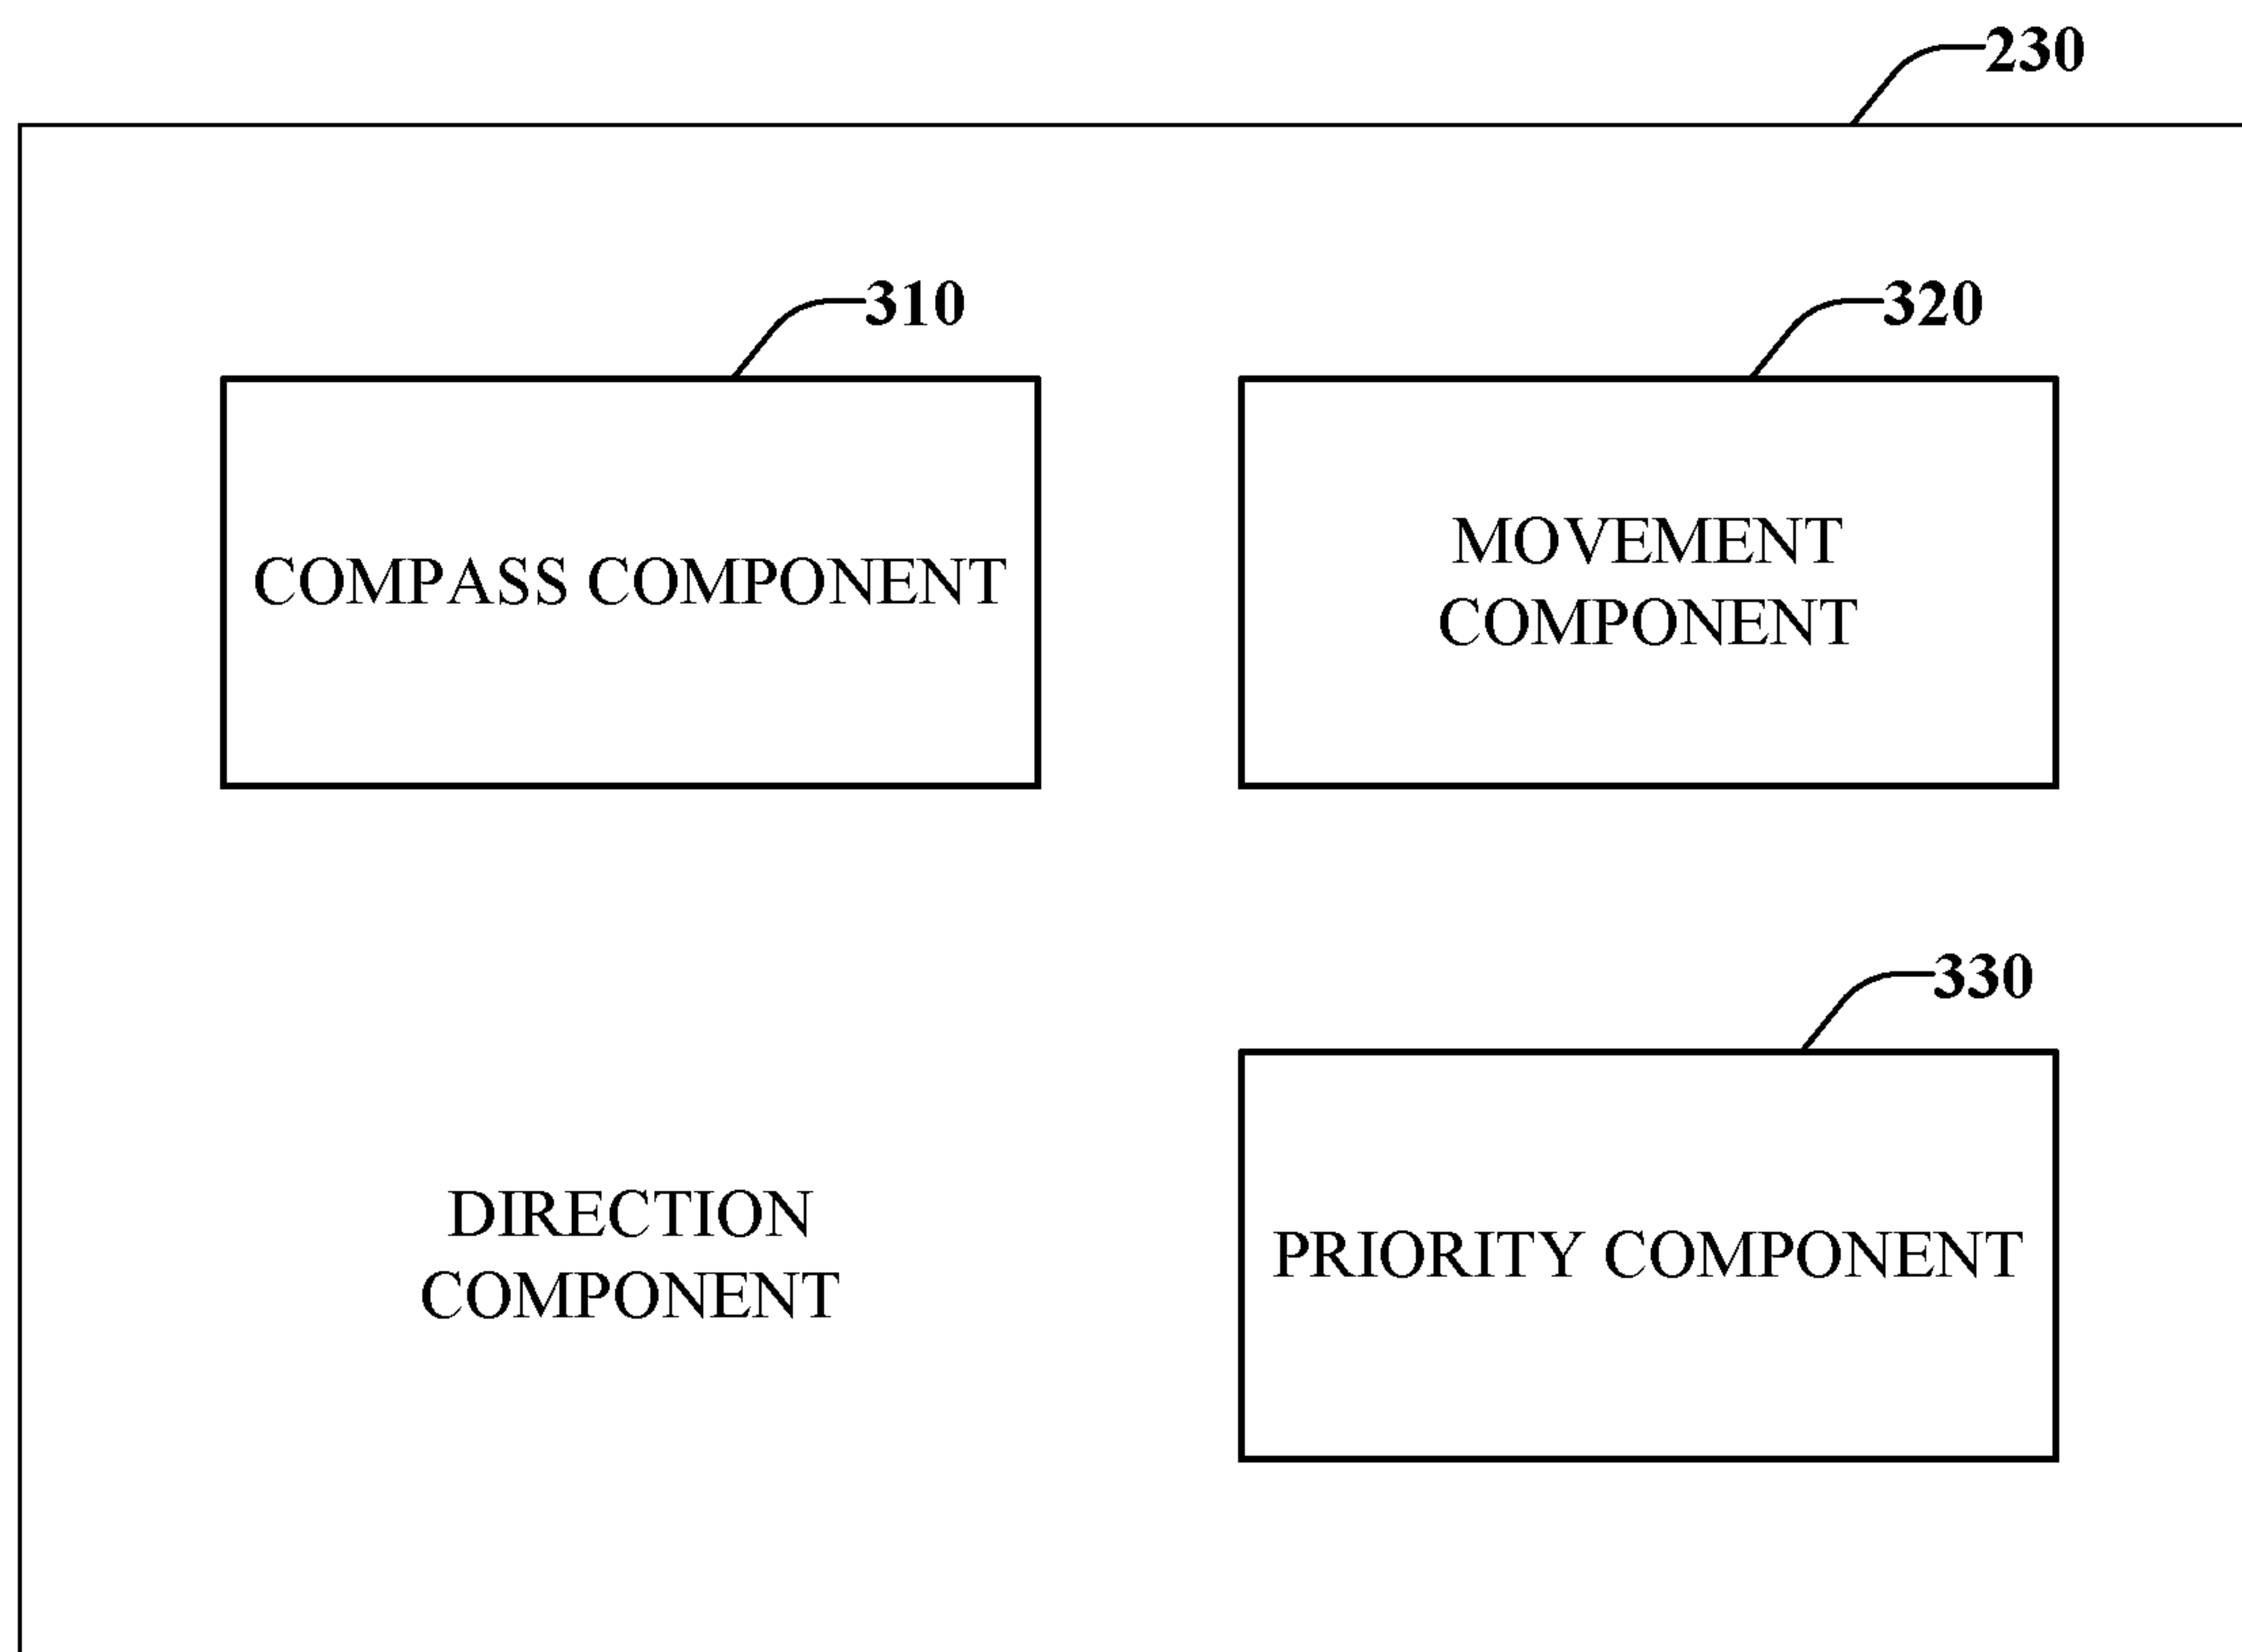 230
310
320
COMPASS COMPONENT
MOVEMENT
COMPONENT
330
DIRECTION
COMPONENT
PRIORITY COMPONENT